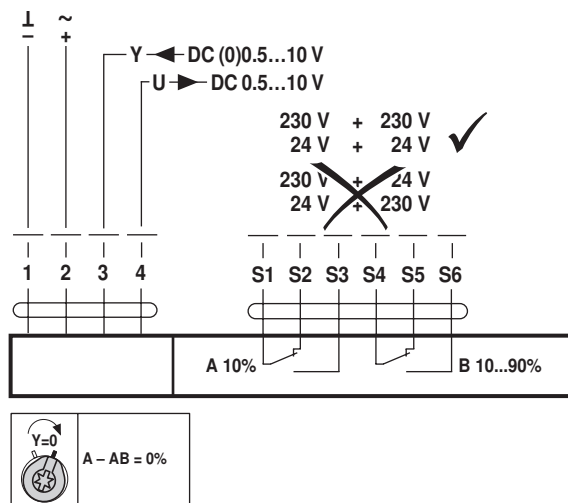 ⊥ ~
– +
Y DC (0)0.5...10 V
U DC 0.5...10 V
230 V + 230 V
24 V + 24 V
230 V + 24 V
24 V + 230 V
1 2 3 4 S1 S2 S3 S4 S5 S6
A 10% B 10...90%
Y=0
A – AB = 0%